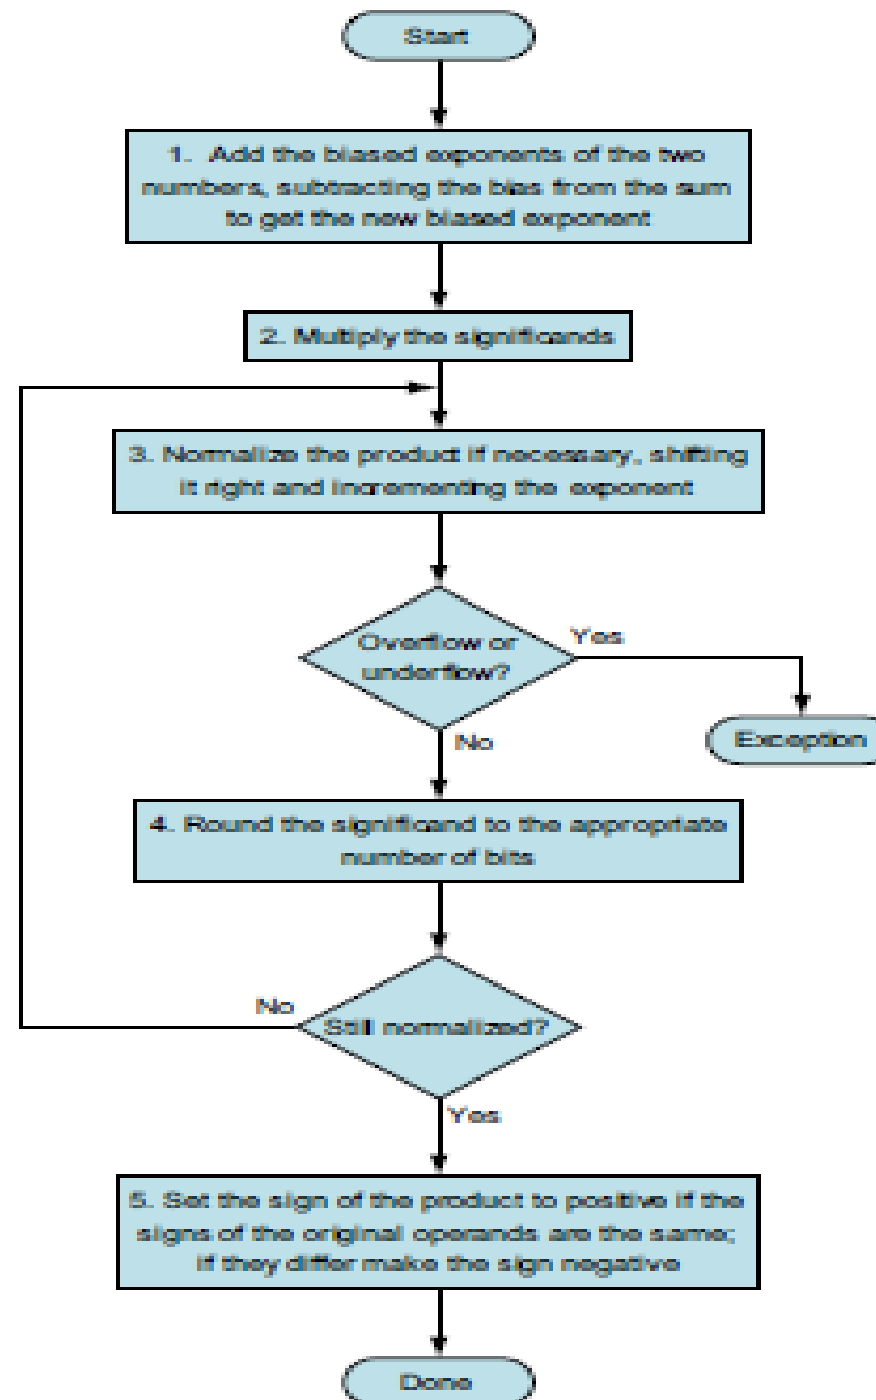 Start
1. Add the biased exponents of the two
numbers, subtracting the bias from the sum
to get the new biased exponent
2. Multiply the significands
3. Normalize the product if necessary, shifting
it right and incrementing the exponent
Overflow or
underflow?
Yes
Exception
No
4. Round the significand to the appropriate
number of bits
No
Still normalized?
Yes
5. Set the sign of the product to positive if the
signs of the original operands are the same;
if they differ make the sign negative
Done